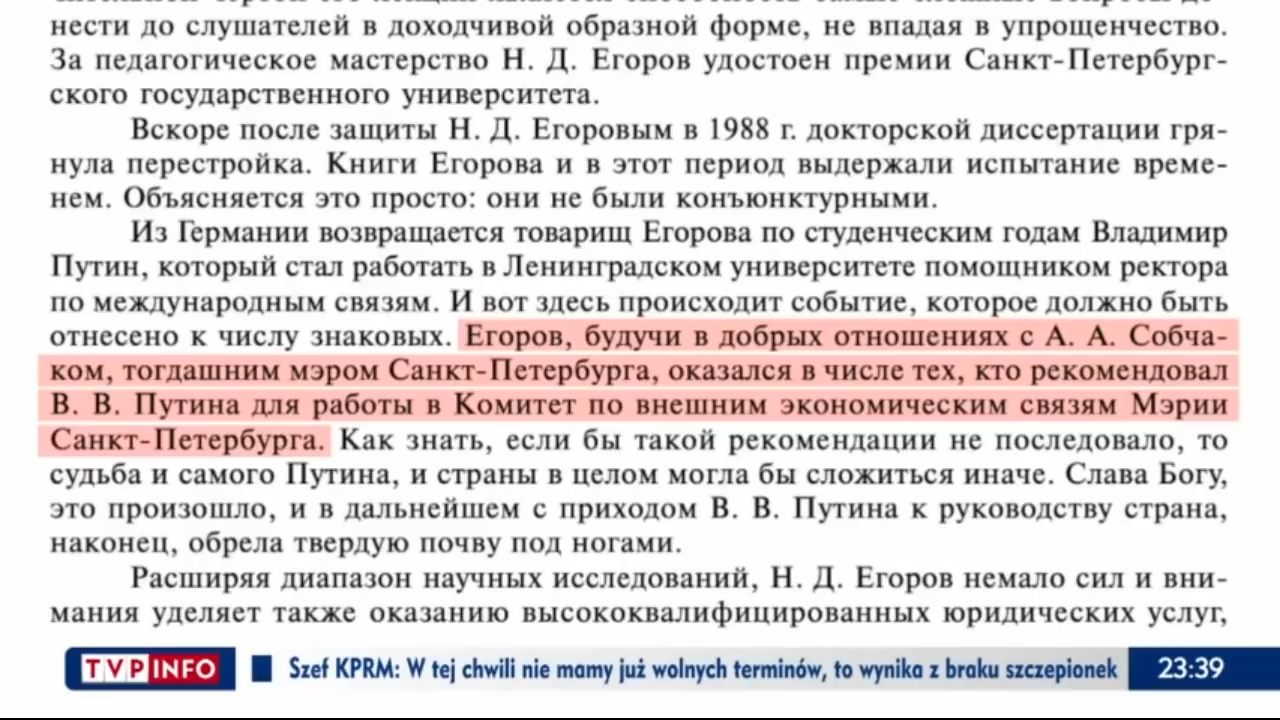 нести до слушателей в доходчивой образной форме, не впадая в упрощенчество.
За педагогическое мастерство Н. Д. Егоров удостоен премии Санкт-Петербург-
ского государственного университета.
Вскоре после защиты Н. Д. Егоровым в 1988 г. докторской диссертации гря-
нула перестройка. Книги Егорова и в этот период выдержали испытание време-
нем. Объясняется это просто: они не были конъюнктурными.
Из Германии возвращается товарищ Егорова по студенческим годам Владимир
Путин, который стал работать в Ленинградском университете помощником ректора
по международным связям. И вот здесь происходит событие, которое должно быть
отнесено к числу знаковых. Егоров, будучи в добрых отношениях с А. А. Собча-
ком, тогдашним мэром Санкт-Петербурга, оказался в числе тех, кто рекомендовал
В. В. Путина для работы в Комитет по внешним экономическим связям Мэрии
Санкт-Петербурга. Как знать, если бы такой рекомендации не последовало, то
судьба и самого Путина, и страны в целом могла бы сложиться иначе. Слава Богу,
это произошло, и в дальнейшем с приходом В. В. Путина к руководству страна,
наконец, обрела твердую почву под ногами.
Расширяя диапазон научных исследований, Н. Д. Егоров немало сил и вни-
мания уделяет также оказанию высококвалифицированных юридических услуг,
TVP INFO Szef KPRM: W tej chwili nie mamy już wolnych terminów, to wynika z braku szczepionek 23:39